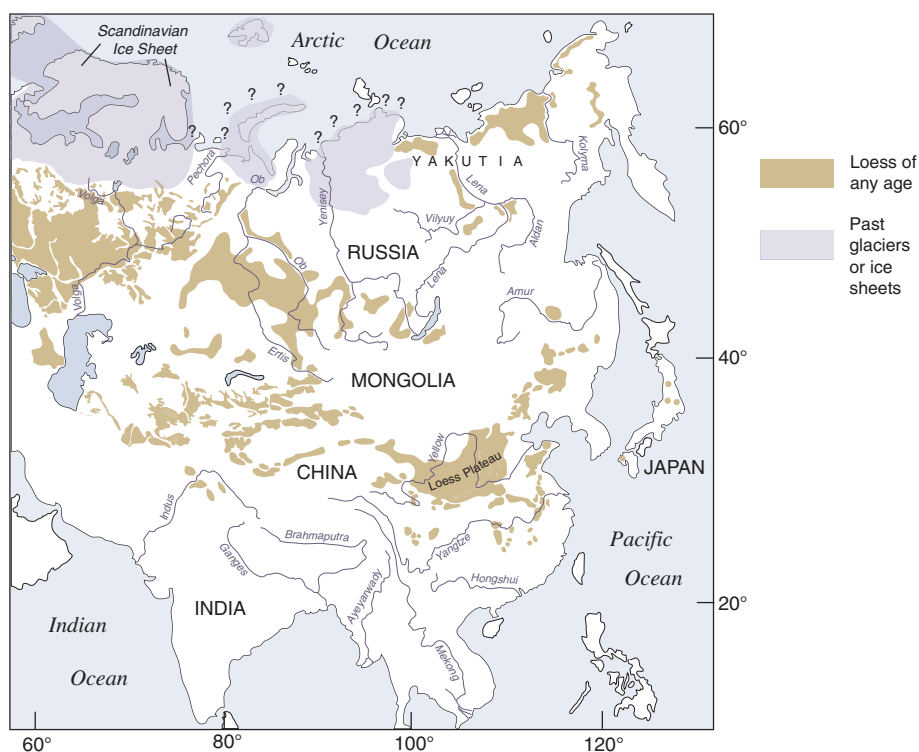 Scandinavian
Ice Sheet
Arctic Ocean
?
?
?
?
?
?
?
?
?
?
?
60°
YAKUTIA
Kolyma
Pechora
Ob
Volga
Yenisey
Lena
Vilyuy
Aldan
RUSSIA
Ob
Lena
Volga
Amur
Ertis
40°
MONGOLIA
Yellow
CHINA
Loess Plateau
JAPAN
Indus
Brahmaputra
Ganges
Yangtze
Pacific
Ocean
Hongshui
Ayeyarwady
INDIA
20°
Indian
Ocean
Mekong
60°
80°
100°
120°
Loess of
any age
Past
glaciers
or ice
sheets